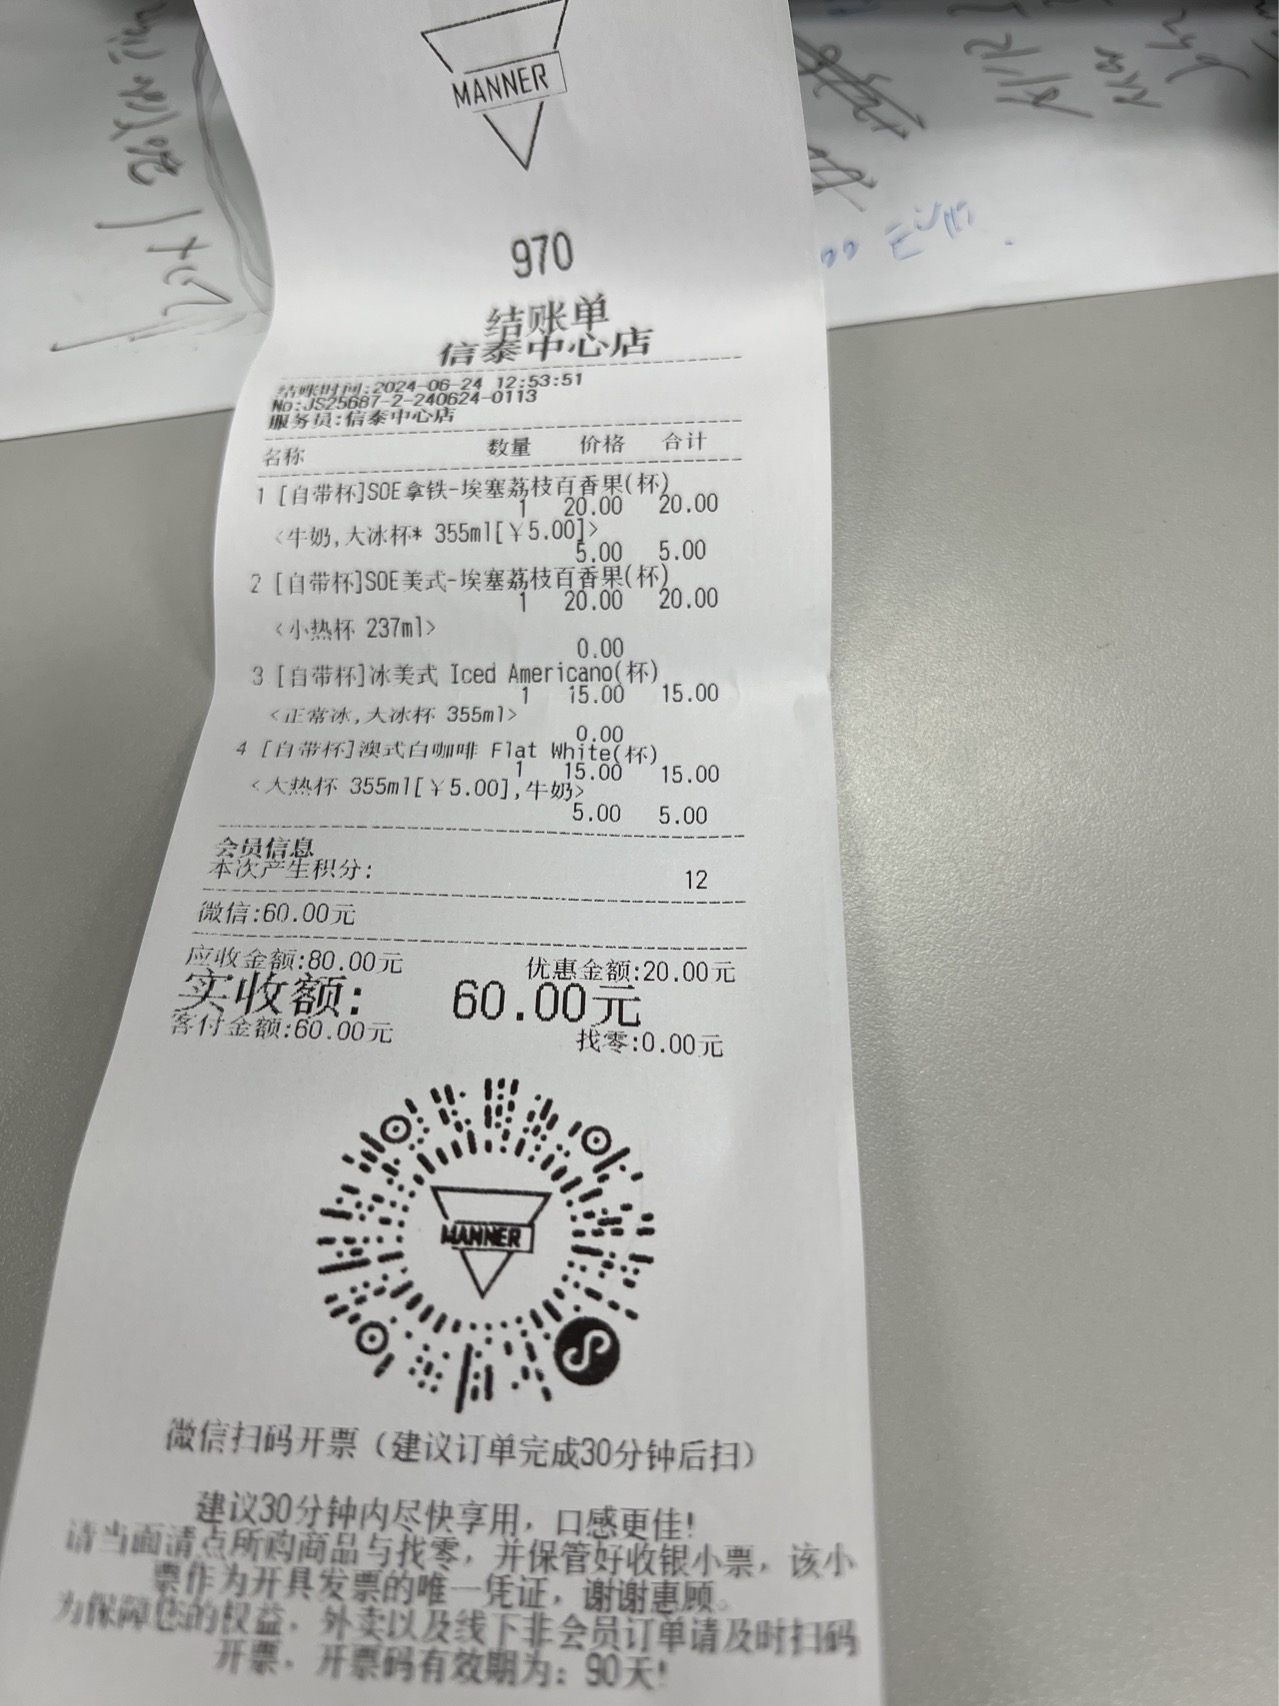 MANNER
970
结账单
信泰中心店
结账时间:2024-06-24 12:53:51
No:JS25687-2-240624-0113
服务员:信泰中心店
名称 数量 价格 合计
1 [自带杯]SOE拿铁-埃塞荔枝百香果(杯)
1 20.00 20.00
<牛奶,大冰杯* 355ml[￥5.00]>
5.00 5.00
2 [自带杯]SOE美式-埃塞荔枝百香果(杯)
1 20.00 20.00
<小热杯 237ml>
0.00
3 [自带杯]冰美式 Iced Americano(杯)
1 15.00 15.00
<正常冰,大冰杯 355ml>
0.00
4 [自带杯]澳式白咖啡 Flat White(杯)
1 15.00 15.00
<大热杯 355ml[￥5.00],牛奶>
5.00 5.00
会员信息
本次产生积分: 12
微信:60.00元
应收金额:80.00元 优惠金额:20.00元
实收额: 60.00元
客付金额:60.00元 找零:0.00元
MANNER
微信扫码开票（建议订单完成30分钟后扫）
建议30分钟内尽快享用，口感更佳!
请当面清点所购商品与找零，并保管好收银小票，该小
票作为开具发票的唯一凭证，谢谢惠顾。
为保障您的权益，外卖以及线下非会员订单请及时扫码
开票，开票码有效期为：90天!